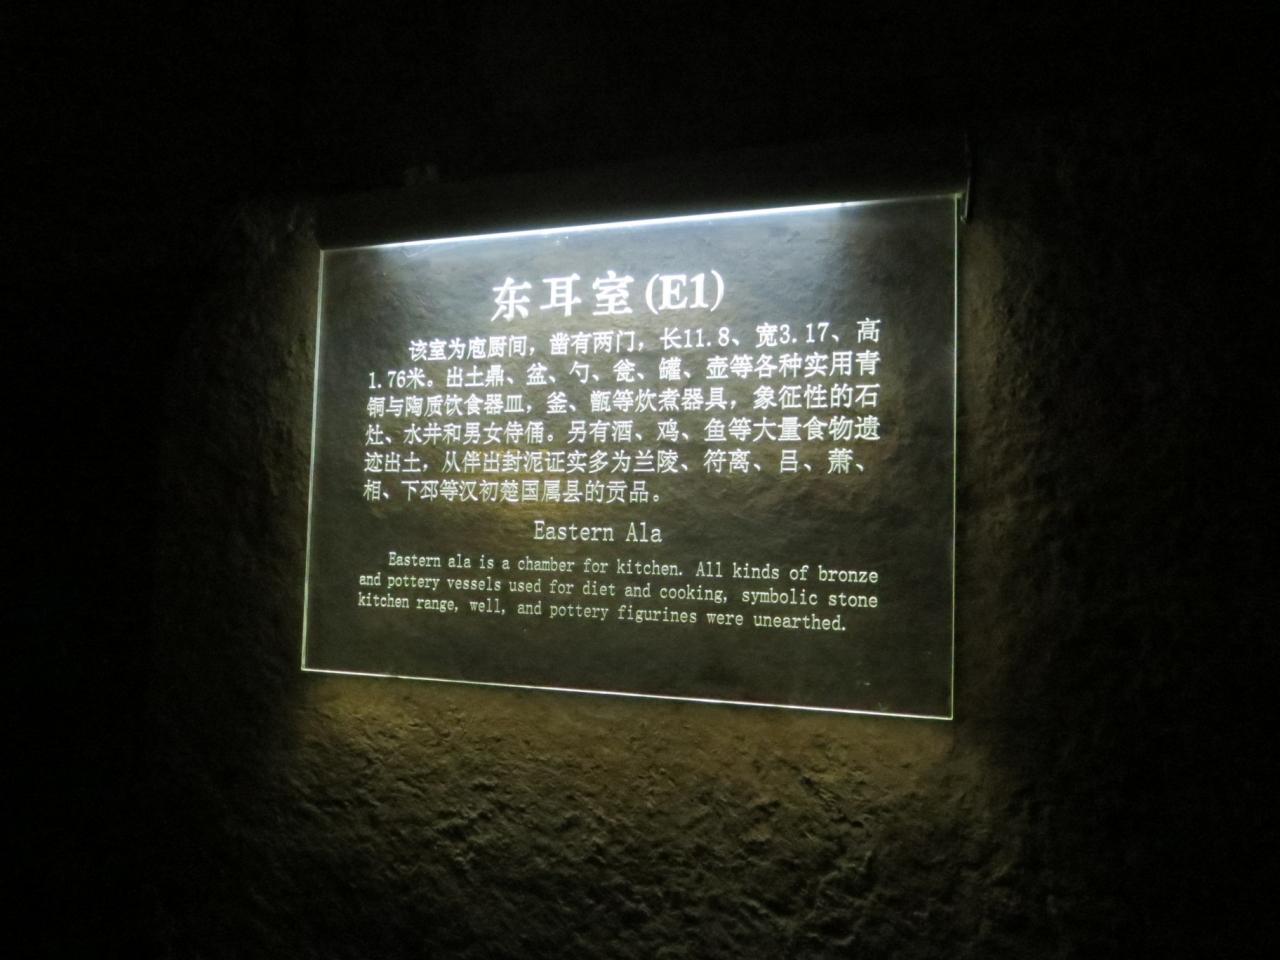 东耳室(E1)
该室为庖厨间，凿有两门，长11.8、宽3.17、高
1.76米。出土鼎、盆、勺、瓮、罐、壶等各种实用青
铜与陶质饮食器皿，釜、甑等炊煮器具，象征性的石
灶、水井和男女侍俑。另有酒、鸡、鱼等大量食物遗
迹出土，从伴出封泥证实多为兰陵、符离、吕、萧、
相、下邳等汉初楚国属县的贡品。
Eastern Ala
Eastern ala is a chamber for kitchen. All kinds of bronze
and pottery vessels used for diet and cooking, symbolic stone
kitchen range, well, and pottery figurines were unearthed.